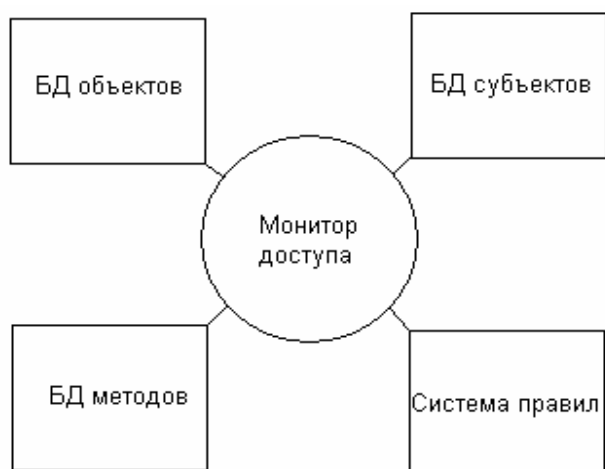 БД объектов
БД субъектов
Монитор
доступа
БД методов
Система правил